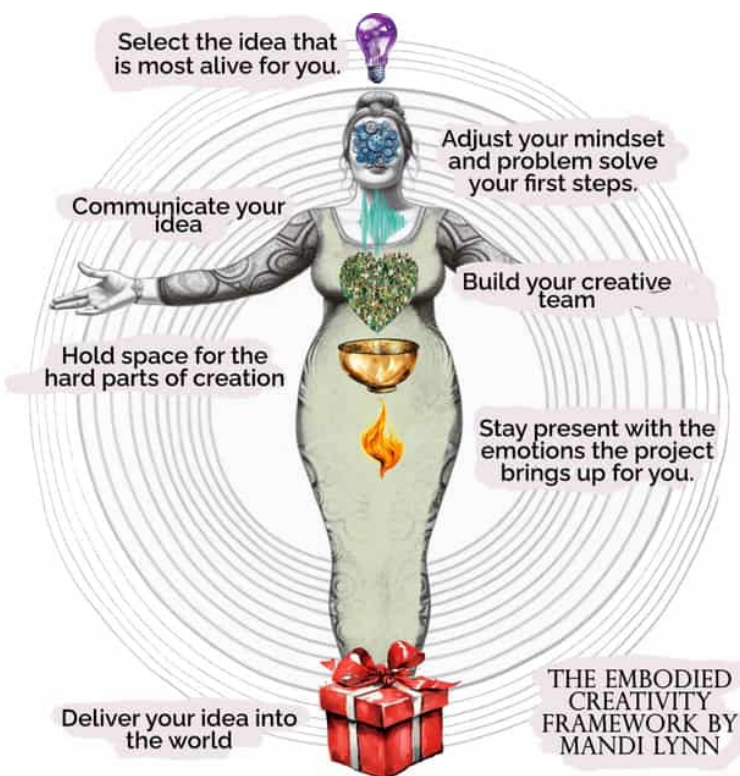 Select the idea that
is most alive for you.
Adjust your mindset
and problem solve
your first steps.
Communicate your
idea
Build your creative
team
Hold space for the
hard parts of creation
Stay present with the
emotions the project
brings up for you.
Deliver your idea into
the world
THE EMBODIED
CREATIVITY
FRAMEWORK BY
MANDI LYNN